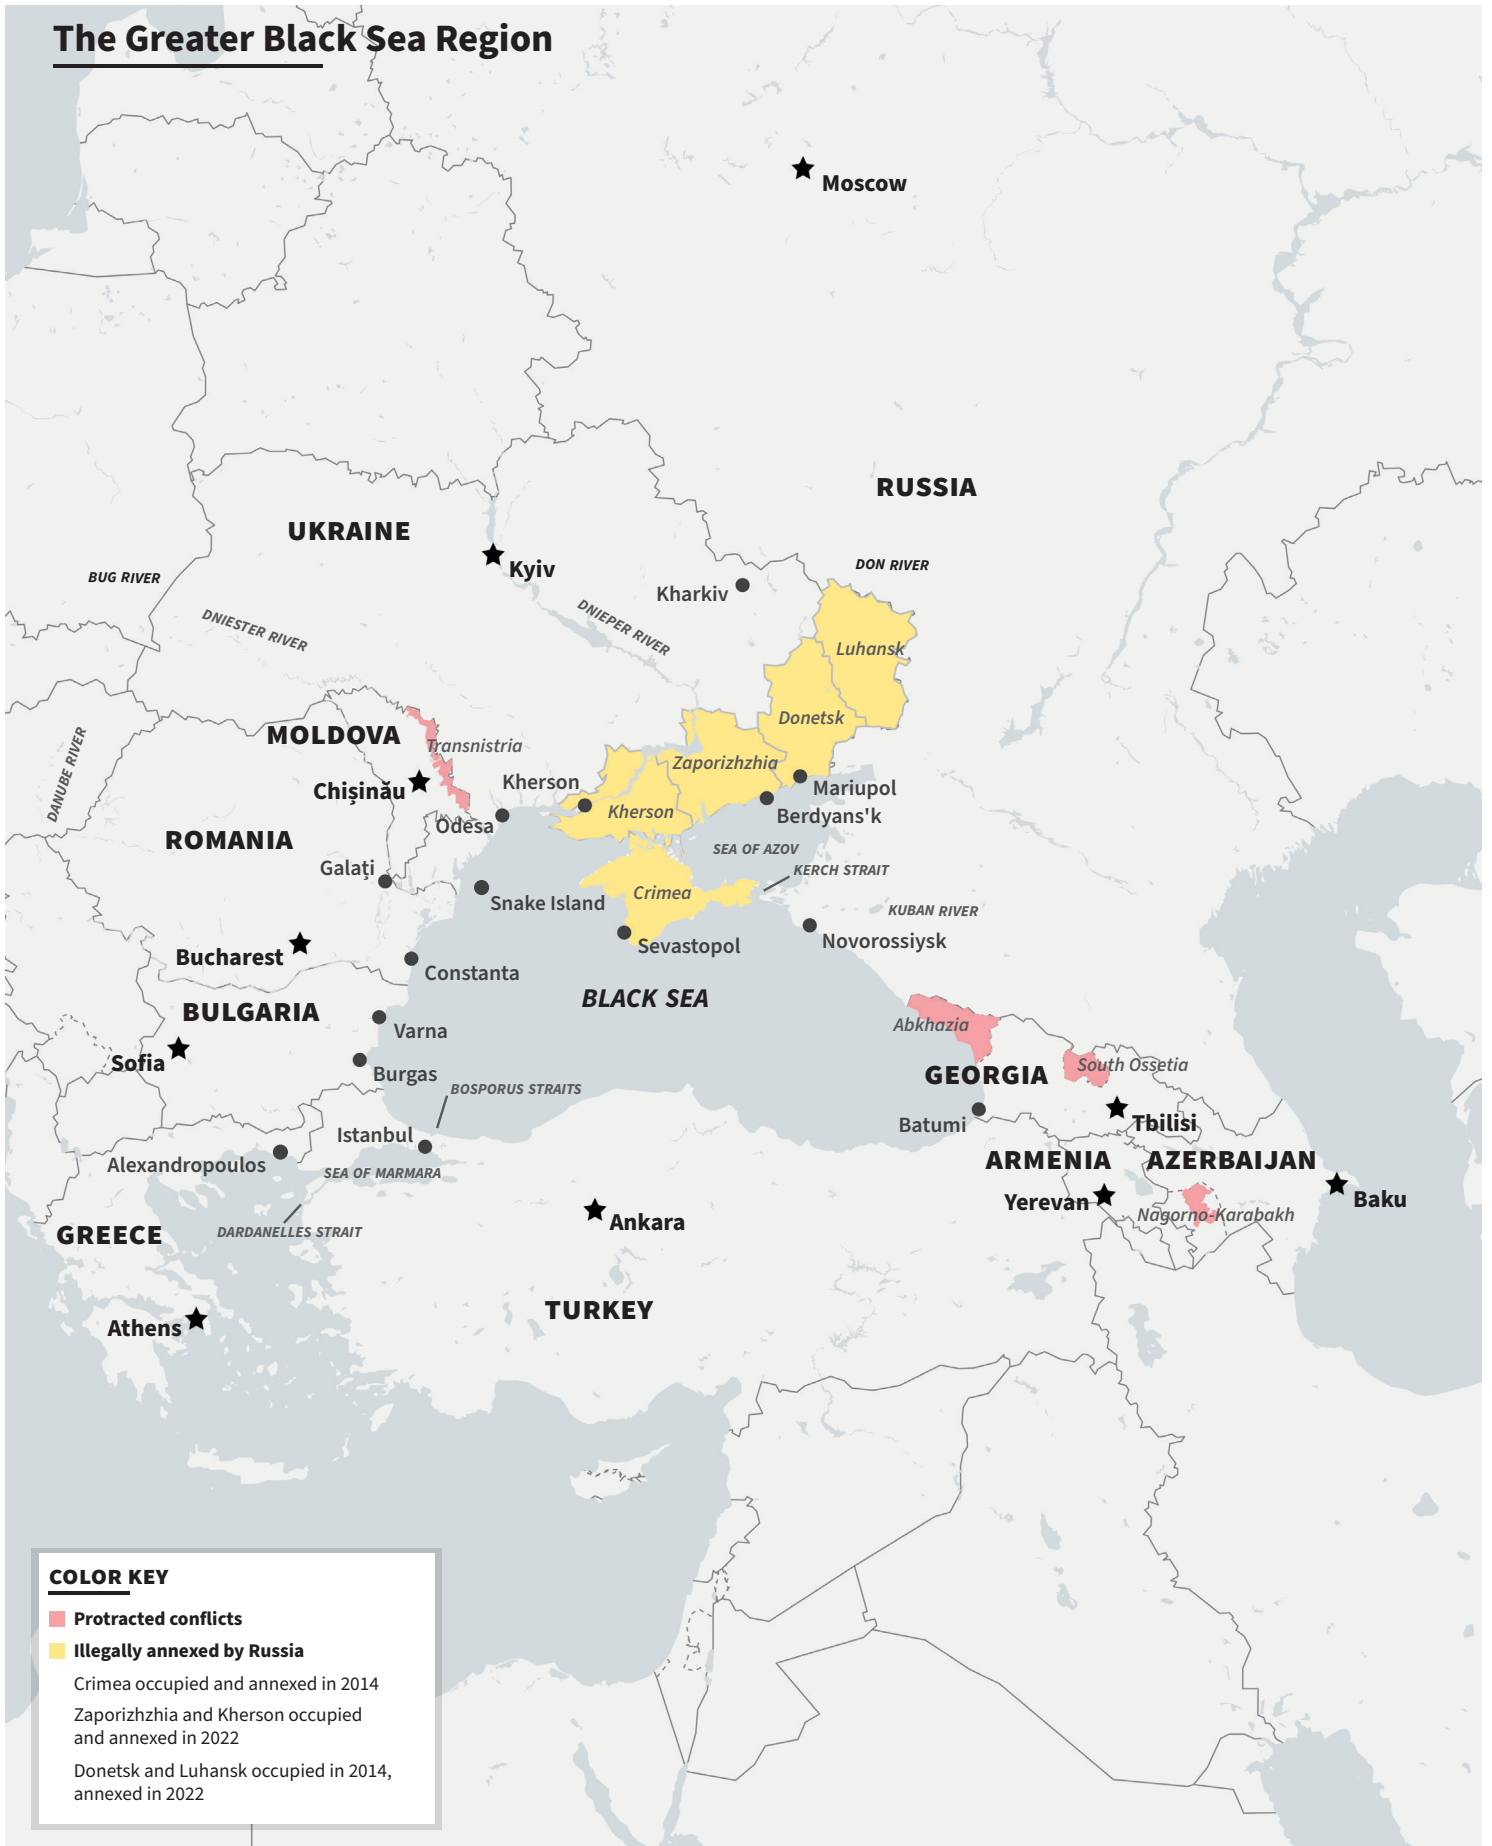 The Greater Black Sea Region
Moscow
RUSSIA
UKRAINE
Kyiv
DON RIVER
BUG RIVER
Kharkiv
DNIESTER RIVER
DNIEPER RIVER
Luhansk
Donetsk
MOLDOVA
Transnistria
DANUBE RIVER
Zaporizhzhia
Chișinău
Kherson
Mariupol
Kherson
Berdyans'k
Odesa
ROMANIA
SEA OF AZOV
Galați
KERCH STRAIT
Crimea
Snake Island
KUBAN RIVER
Sevastopol
Novorossiysk
Bucharest
Constanta
BLACK SEA
BULGARIA
Varna
Abkhazia
Sofia
Burgas
South Ossetia
GEORGIA
BOSPORUS STRAITS
Batumi
Tbilisi
Istanbul
Alexandropoulos
SEA OF MARMARA
ARMENIA
AZERBAIJAN
Yerevan
Baku
Nagorno-Karabakh
Ankara
GREECE
DARDANELLES STRAIT
TURKEY
Athens
COLOR KEY
Protracted conflicts
Illegally annexed by Russia
Crimea occupied and annexed in 2014
Zaporizhzhia and Kherson occupied
and annexed in 2022
Donetsk and Luhansk occupied in 2014,
annexed in 2022